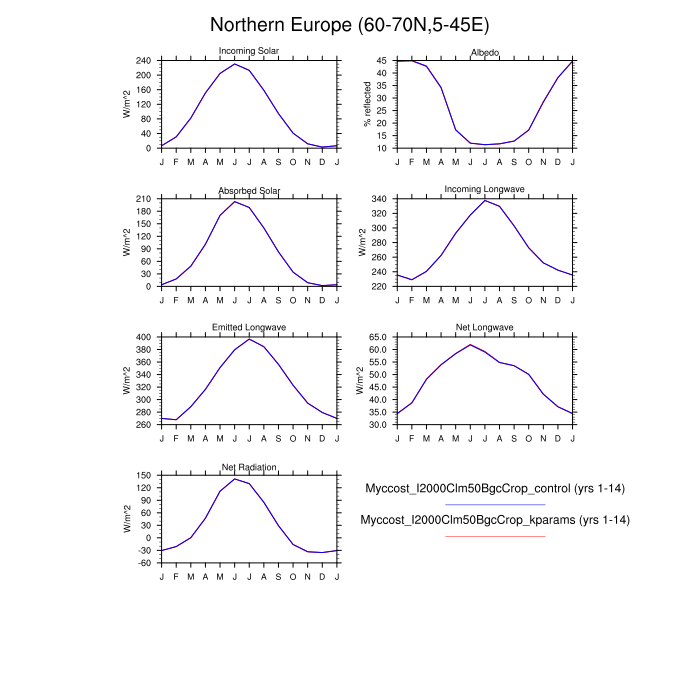 Northern Europe (60-70N,5-45E)
Incoming Solar
W/m^2
240
200
160
120
80
40
0
J F M A M J J A S O N D J
Albedo
% reflected
45
40
35
30
25
20
15
10
J F M A M J J A S O N D J
Absorbed Solar
W/m^2
210
180
150
120
90
60
30
0
J F M A M J J A S O N D J
Incoming Longwave
W/m^2
340
320
300
280
260
240
220
J F M A M J J A S O N D J
Emitted Longwave
W/m^2
400
380
360
340
320
300
280
260
J F M A M J J A S O N D J
Net Longwave
W/m^2
65.0
60.0
55.0
50.0
45.0
40.0
35.0
30.0
J F M A M J J A S O N D J
Net Radiation
W/m^2
150
120
90
60
30
0
-30
-60
J F M A M J J A S O N D J
Myccost_I2000Clm50BgcCrop_control (yrs 1-14)
Myccost_I2000Clm50BgcCrop_kparams (yrs 1-14)